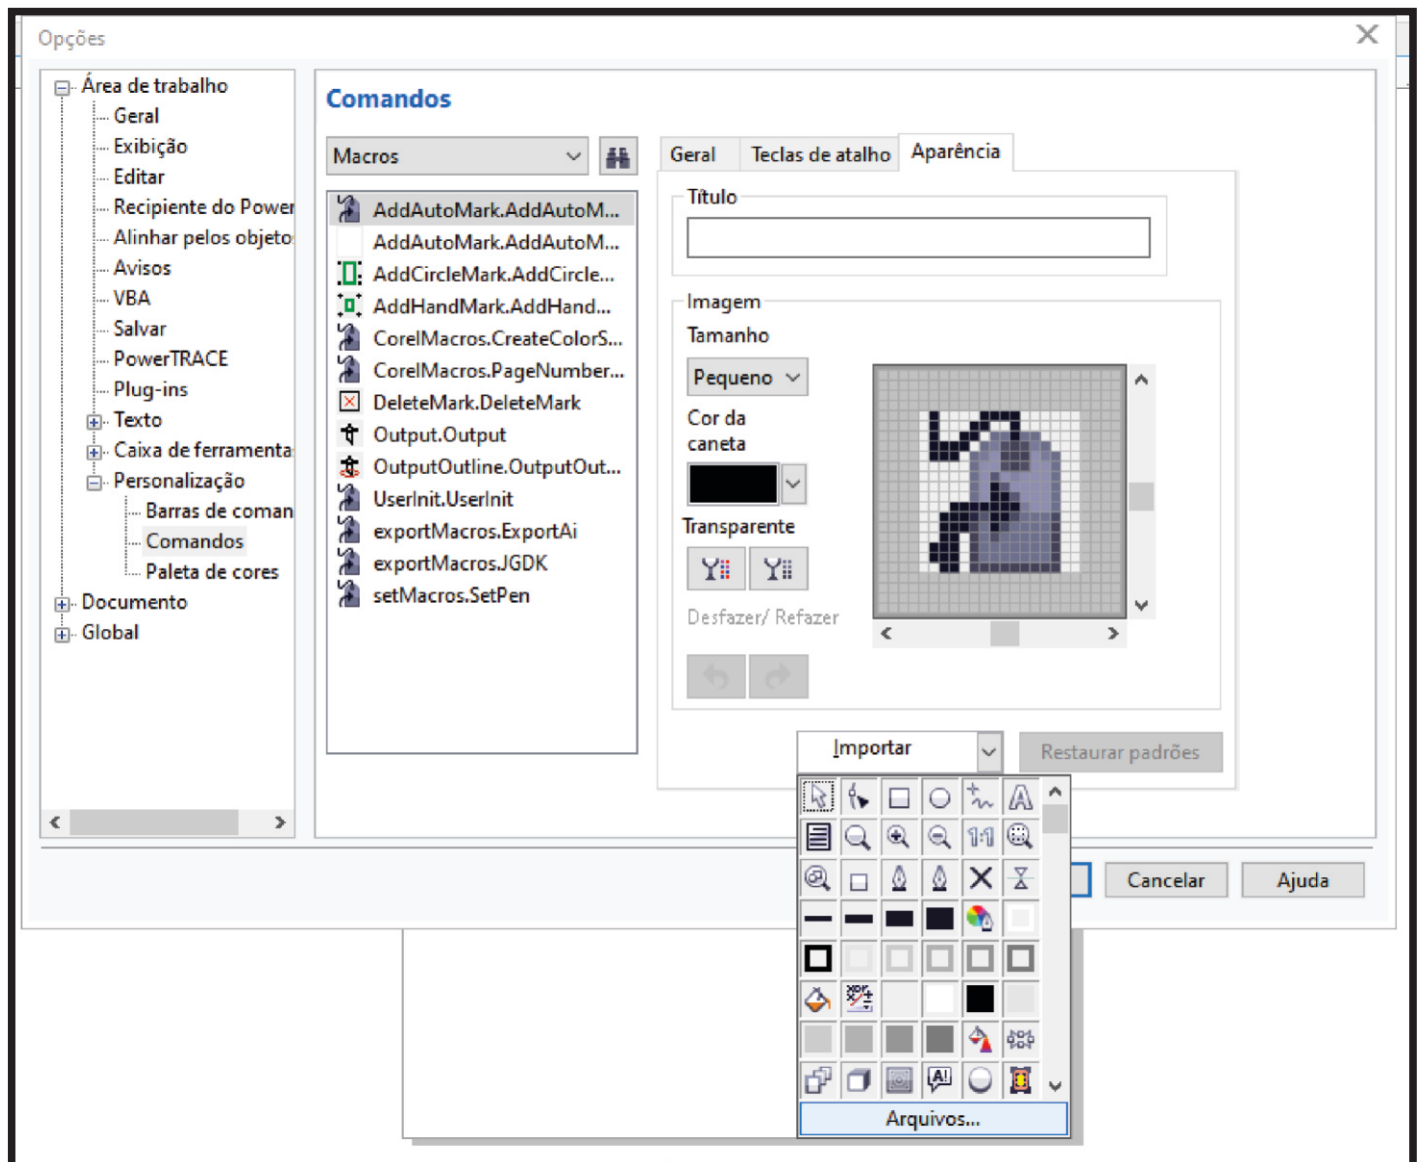 Opções
Área de trabalho
Geral
Exibição
Editar
Recipiente do Power
Alinhar pelos objeto
Avisos
VBA
Salvar
PowerTRACE
Plug-ins
Texto
Caixa de ferramenta
Personalização
Barras de coman
Comandos
Paleta de cores
Documento
Global
Comandos
Macros
AddAutoMark.AddAutoM...
AddAutoMark.AddAutoM...
AddCircleMark.AddCircle...
AddHandMark.AddHand...
CorelMacros.CreateColorS...
CorelMacros.PageNumber...
DeleteMark.DeleteMark
Output.Output
OutputOutline.OutputOut...
UserInit.UserInit
exportMacros.ExportAi
exportMacros.JGDK
setMacros.SetPen
Geral Teclas de atalho Aparência
Título
Imagem
Tamanho
Pequeno
Cor da
caneta
Transparente
Desfazer/ Refazer
Importar Restaurar padrões
Cancelar Ajuda
Arquivos...